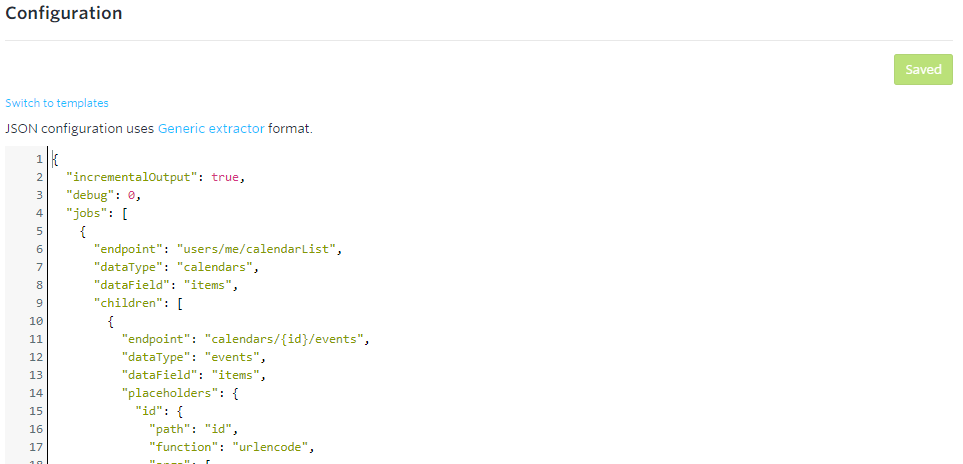 Configuration
Saved
Switch to templates
JSON configuration uses Generic extractor format.
1 {
2 "incrementalOutput": true,
3 "debug": 0,
4 "jobs": [
5 {
6 "endpoint": "users/me/calendarList",
7 "dataType": "calendars",
8 "dataField": "items",
9 "children": [
10 {
11 "endpoint": "calendars/{id}/events",
12 "dataType": "events",
13 "dataField": "items",
14 "placeholders": {
15 "id": {
16 "path": "id",
17 "function": "urlencode",
18 "args": [